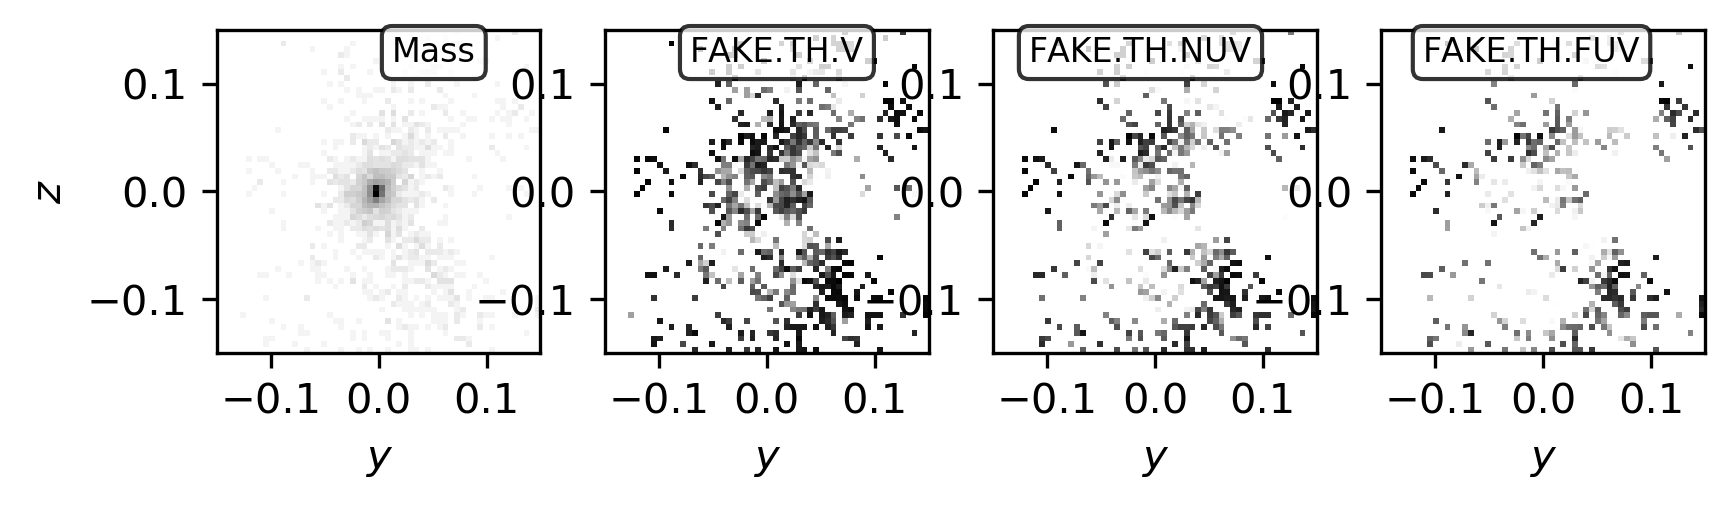 Mass
FAKE.TH.V
FAKE.TH.NUV
FAKE.TH.FUV
0.1 0.1 0.1 0.1
z
0.0 0.0 0.0 0.0
−0.1 −0.1 −0.1 −0.1
−0.1 0.0 0.1 −0.1 0.0 0.1 −0.1 0.0 0.1 −0.1 0.0 0.1
y y y y